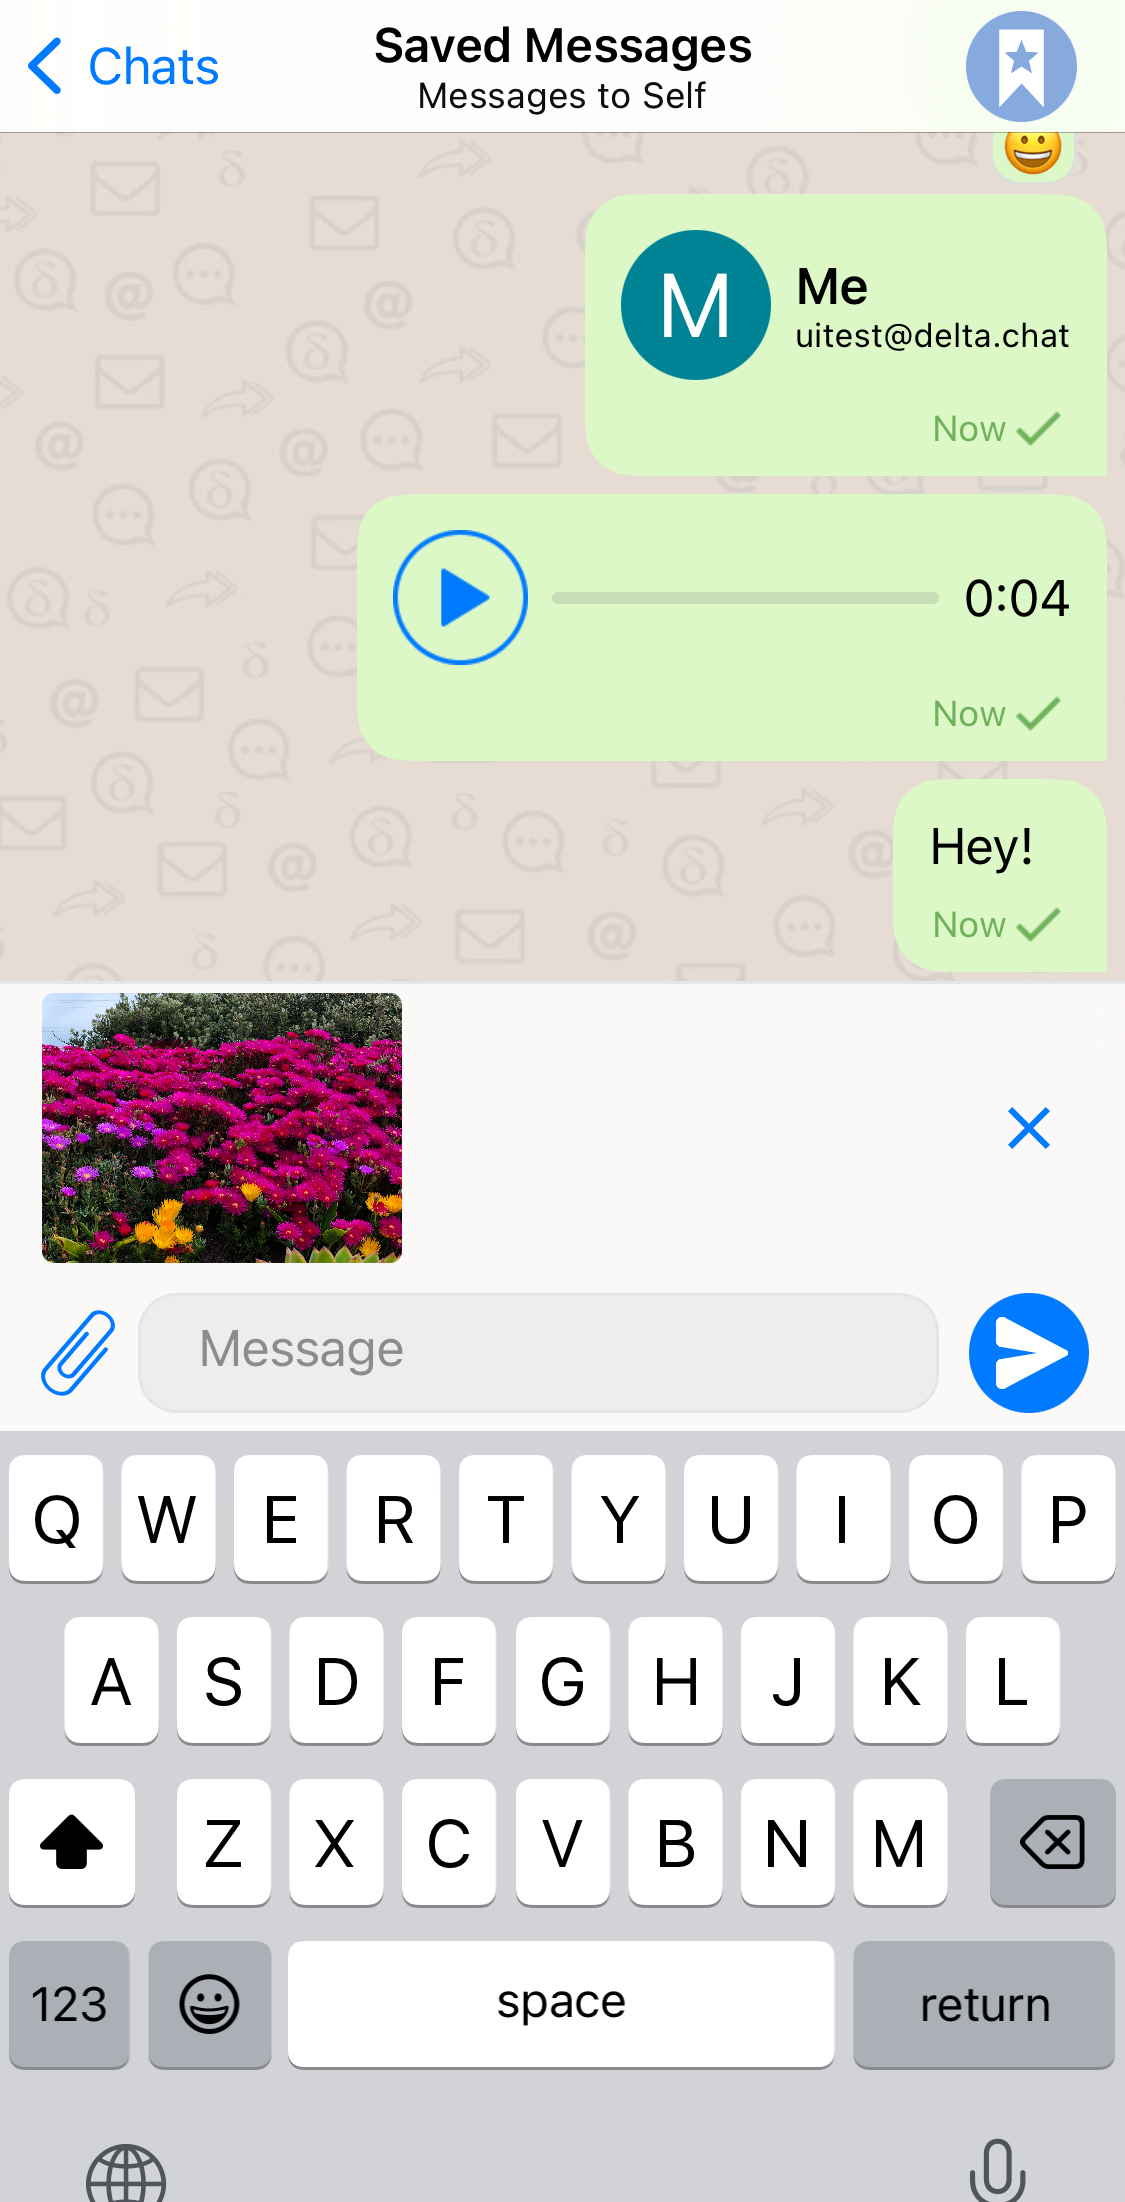 Chats
Saved Messages
Messages to Self
M
Me
uitest@delta.chat
Now
0:04
Now
Hey!
Now
Message
Q W E R T Y U I O P
A S D F G H J K L
Z X C V B N M
123 space return